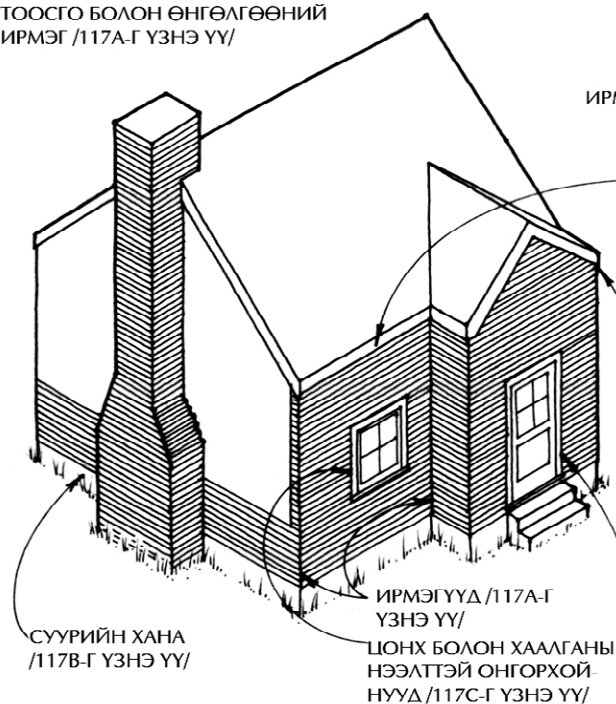 ТООСГО БОЛОН ӨНГӨЛГӨӨНИЙ
ИРМЭГ /117А-Г ҮЗНЭ ҮҮ/
ИРМЭГҮҮД /117А-Г
ҮЗНЭ ҮҮ/
СУУРИЙН ХАНА
/117В-Г ҮЗНЭ ҮҮ/
ЦОНХ БОЛОН ХААЛГАНЫ
НЭЭЛТТЭЙ ОНГОРХОЙ-
НУУД /117С-Г ҮЗНЭ ҮҮ/